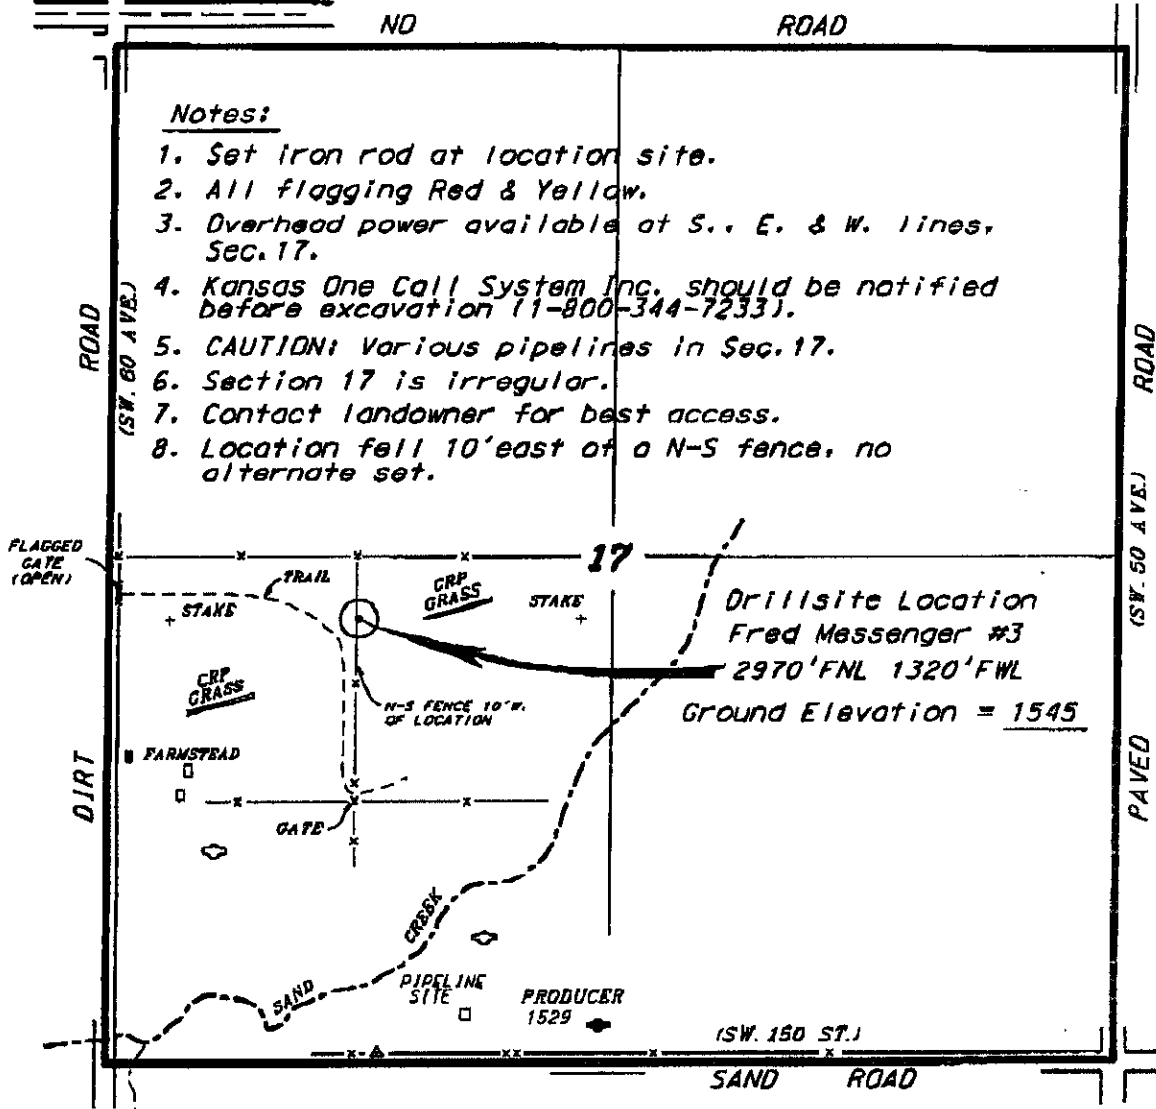 NO ROAD
Notes:
1. Set iron rod at location site.
2. All flagging Red & Yellow.
3. Overhead power available at S., E. & W. lines,
Sec. 17.
4. Kansas One Call System Inc. should be notified
before excavation (1-800-344-7233).
5. CAUTION: Various pipelines in Sec. 17.
6. Section 17 is irregular.
7. Contact landowner for best access.
8. Location fell 10'east of a N-S fence, no
alternate set.
DIRT ROAD
(SW. 60 AVE.)
PAVED ROAD
(SW. 50 AVE.)
FLAGGED
GATE
(OPEN)
TRAIL
STAKE
CRP
GRASS
STAKE
17
Drillsite Location
Fred Messenger #3
2970'FNL 1320'FWL
Ground Elevation = 1545
CRP
GRASS
N-S FENCE 10'W.
OF LOCATION
FARMSTEAD
GATE
SAND CREEK
PIPELINE
SITE
PRODUCER
1529
(SW. 150 ST.)
SAND ROAD